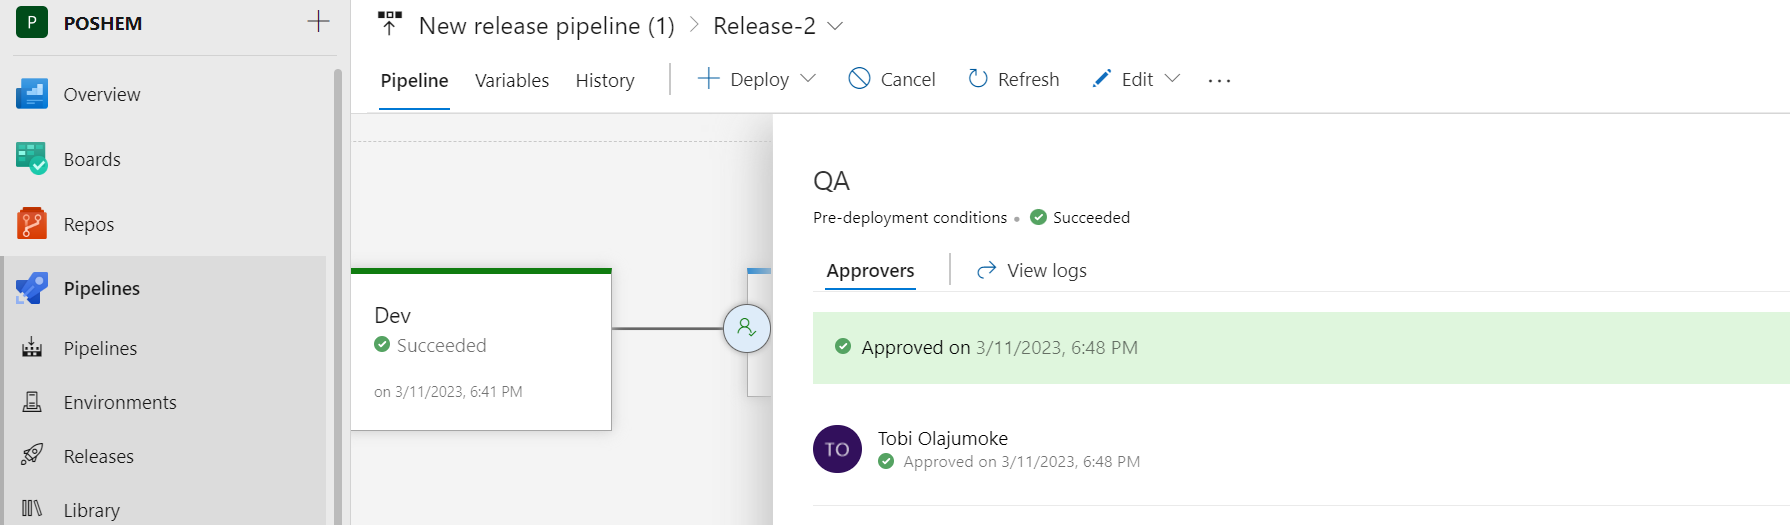 P POSHEM
Overview
Boards
Repos
Pipelines
Pipelines
Environments
Releases
Library
New release pipeline (1) > Release-2
Pipeline Variables History Deploy Cancel Refresh Edit ...
Dev
Succeeded
on 3/11/2023, 6:41 PM
QA
Pre-deployment conditions • Succeeded
Approvers View logs
Approved on 3/11/2023, 6:48 PM
TO Tobi Olajumoke
Approved on 3/11/2023, 6:48 PM